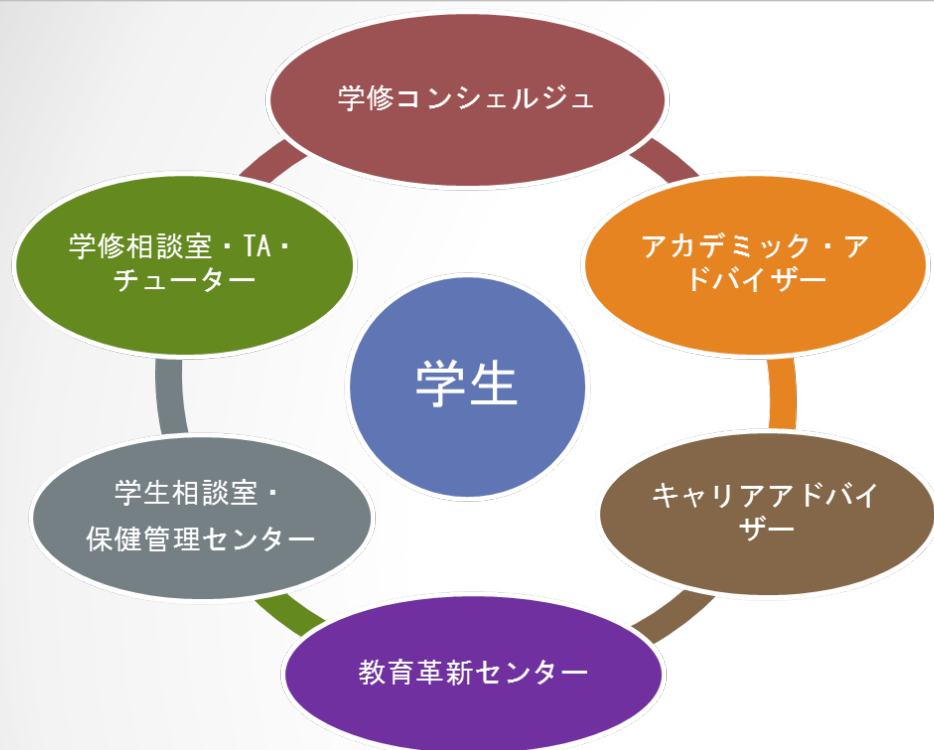 学修コンシェルジュ
学修相談室・TA・
チューター
アカデミック・ア
ドバイザー
学生
学生相談室・
保健管理センター
キャリアアドバイ
ザー
教育革新センター